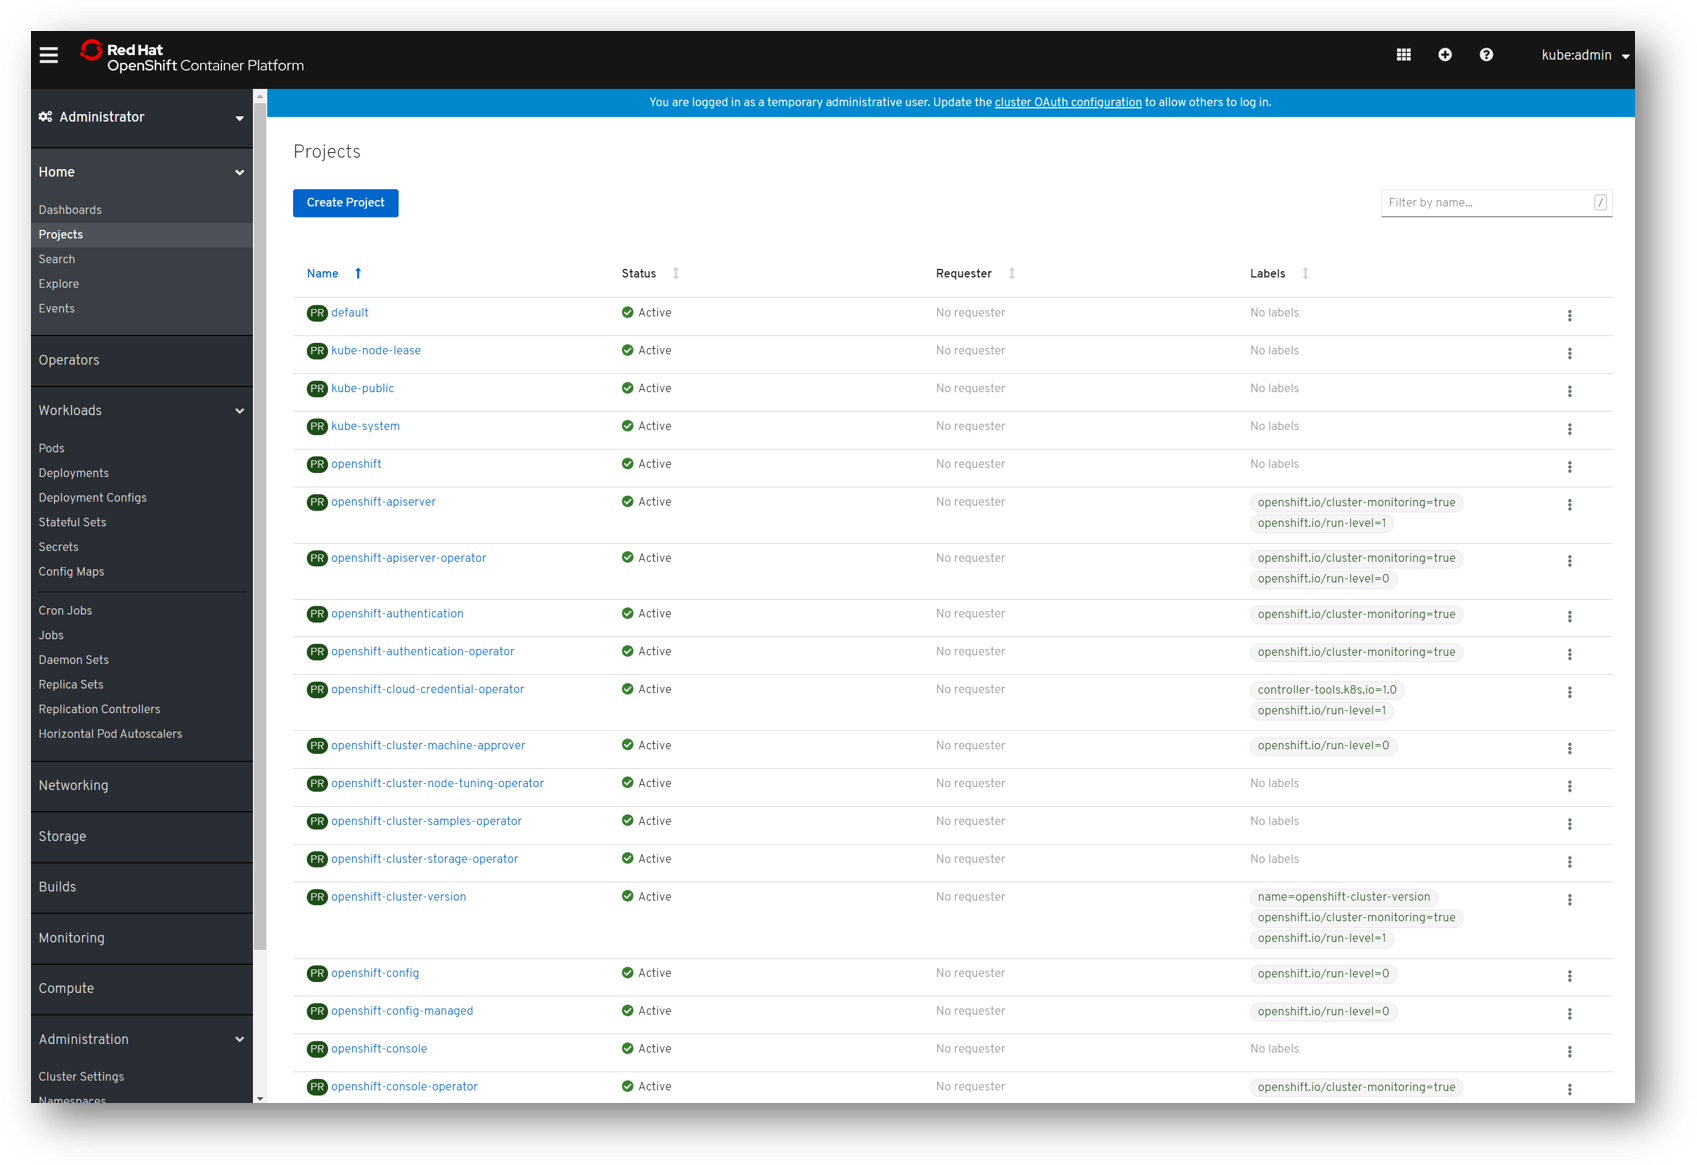 Red Hat
OpenShift Container Platform
kube:admin
Administrator
Home
Dashboards
Projects
Search
Explore
Events
Operators
Workloads
Pods
Deployments
Deployment Configs
Stateful Sets
Secrets
Config Maps
Cron Jobs
Jobs
Daemon Sets
Replica Sets
Replication Controllers
Horizontal Pod Autoscalers
Networking
Storage
Builds
Monitoring
Compute
Administration
Cluster Settings
Namespaces
You are logged in as a temporary administrative user. Update the cluster OAuth configuration to allow others to log in.
Projects
Create Project
Filter by name... /
Name Status Requester Labels
PR default Active No requester No labels
PR kube-node-lease Active No requester No labels
PR kube-public Active No requester No labels
PR kube-system Active No requester No labels
PR openshift Active No requester No labels
PR openshift-apiserver Active No requester openshift.io/cluster-monitoring=true
openshift.io/run-level=1
PR openshift-apiserver-operator Active No requester openshift.io/cluster-monitoring=true
openshift.io/run-level=0
PR openshift-authentication Active No requester openshift.io/cluster-monitoring=true
PR openshift-authentication-operator Active No requester openshift.io/cluster-monitoring=true
PR openshift-cloud-credential-operator Active No requester controller-tools.k8s.io=1.0
openshift.io/run-level=1
PR openshift-cluster-machine-approver Active No requester openshift.io/run-level=0
PR openshift-cluster-node-tuning-operator Active No requester No labels
PR openshift-cluster-samples-operator Active No requester No labels
PR openshift-cluster-storage-operator Active No requester No labels
PR openshift-cluster-version Active No requester name=openshift-cluster-version
openshift.io/cluster-monitoring=true
openshift.io/run-level=1
PR openshift-config Active No requester openshift.io/run-level=0
PR openshift-config-managed Active No requester openshift.io/run-level=0
PR openshift-console Active No requester No labels
PR openshift-console-operator Active No requester openshift.io/cluster-monitoring=true